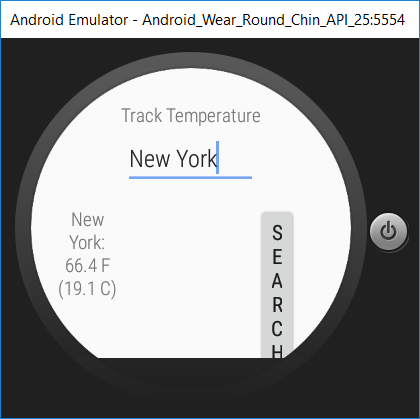 Android Emulator - Android_Wear_Round_Chin_API_25:5554
Track Temperature
New York
New
York:
66.4 F
(19.1 C)
S
E
A
R
C
H